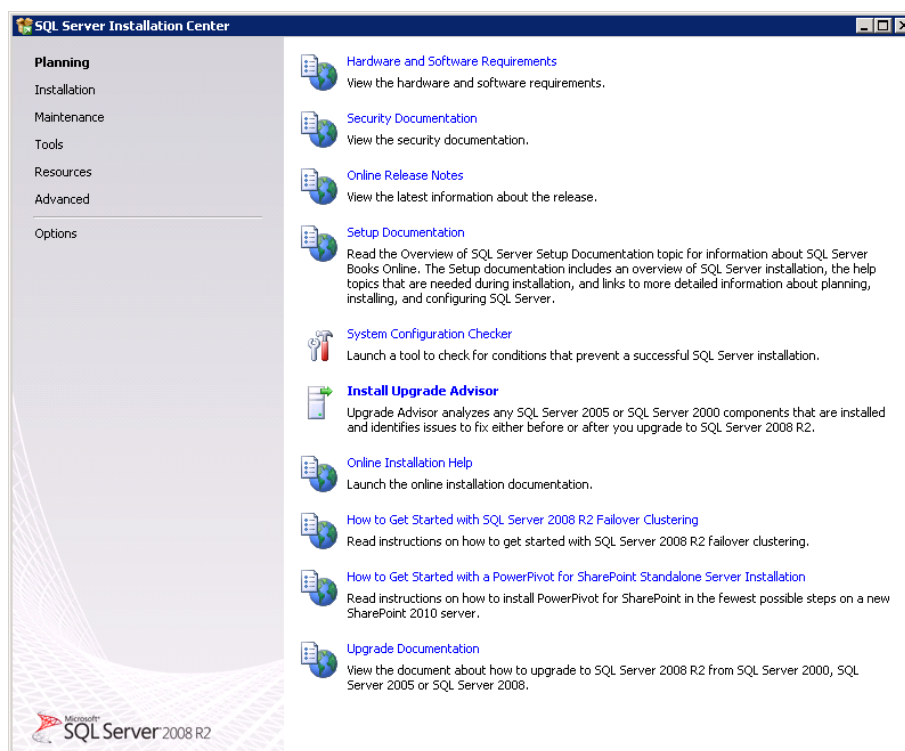 SQL Server Installation Center
Planning
Installation
Maintenance
Tools
Resources
Advanced
Options
Hardware and Software Requirements
View the hardware and software requirements.
Security Documentation
View the security documentation.
Online Release Notes
View the latest information about the release.
Setup Documentation
Read the Overview of SQL Server Setup Documentation topic for information about SQL Server
Books Online. The Setup documentation includes an overview of SQL Server installation, the help
topics that are needed during installation, and links to more detailed information about planning,
installing, and configuring SQL Server.
System Configuration Checker
Launch a tool to check for conditions that prevent a successful SQL Server installation.
Install Upgrade Advisor
Upgrade Advisor analyzes any SQL Server 2005 or SQL Server 2000 components that are installed
and identifies issues to fix either before or after you upgrade to SQL Server 2008 R2.
Online Installation Help
Launch the online installation documentation.
How to Get Started with SQL Server 2008 R2 Failover Clustering
Read instructions on how to get started with SQL Server 2008 R2 failover clustering.
How to Get Started with a PowerPivot for SharePoint Standalone Server Installation
Read instructions on how to install PowerPivot for SharePoint in the fewest possible steps on a new
SharePoint 2010 server.
Upgrade Documentation
View the document about how to upgrade to SQL Server 2008 R2 from SQL Server 2000, SQL
Server 2005 or SQL Server 2008.
Microsoft
SQL Server 2008 R2